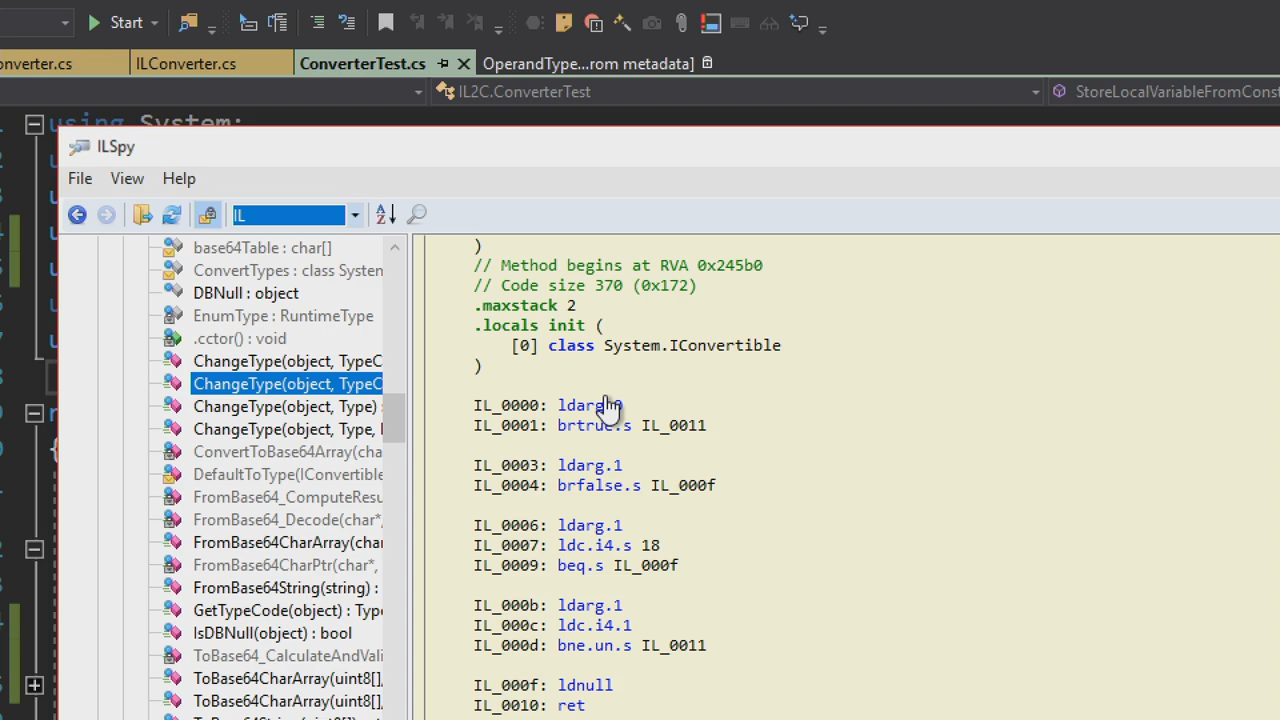 Start
onverter.cs
ILConverter.cs
ConverterTest.cs
OperandType...rom metadata]
IL2C.ConverterTest
StoreLocalVariableFromConst
using System;
ILSpy
File View Help
IL
base64Table : char[]
ConvertTypes : class System
DBNull : object
EnumType : RuntimeType
.cctor() : void
ChangeType(object, TypeC
ChangeType(object, TypeC
ChangeType(object, Type) :
ChangeType(object, Type, I
ConvertToBase64Array(cha
DefaultToType(IConvertible
FromBase64_ComputeResu
FromBase64_Decode(char*,
FromBase64CharArray(char
FromBase64CharPtr(char*,
FromBase64String(string) :
GetTypeCode(object) : Type
IsDBNull(object) : bool
ToBase64_CalculateAndVali
ToBase64CharArray(uint8[],
ToBase64CharArray(uint8[],
)
// Method begins at RVA 0x245b0
// Code size 370 (0x172)
.maxstack 2
.locals init (
[0] class System.IConvertible
)
IL_0000: ldarg.0
IL_0001: brtrue.s IL_0011
IL_0003: ldarg.1
IL_0004: brfalse.s IL_000f
IL_0006: ldarg.1
IL_0007: ldc.i4.s 18
IL_0009: beq.s IL_000f
IL_000b: ldarg.1
IL_000c: ldc.i4.1
IL_000d: bne.un.s IL_0011
IL_000f: ldnull
IL_0010: ret